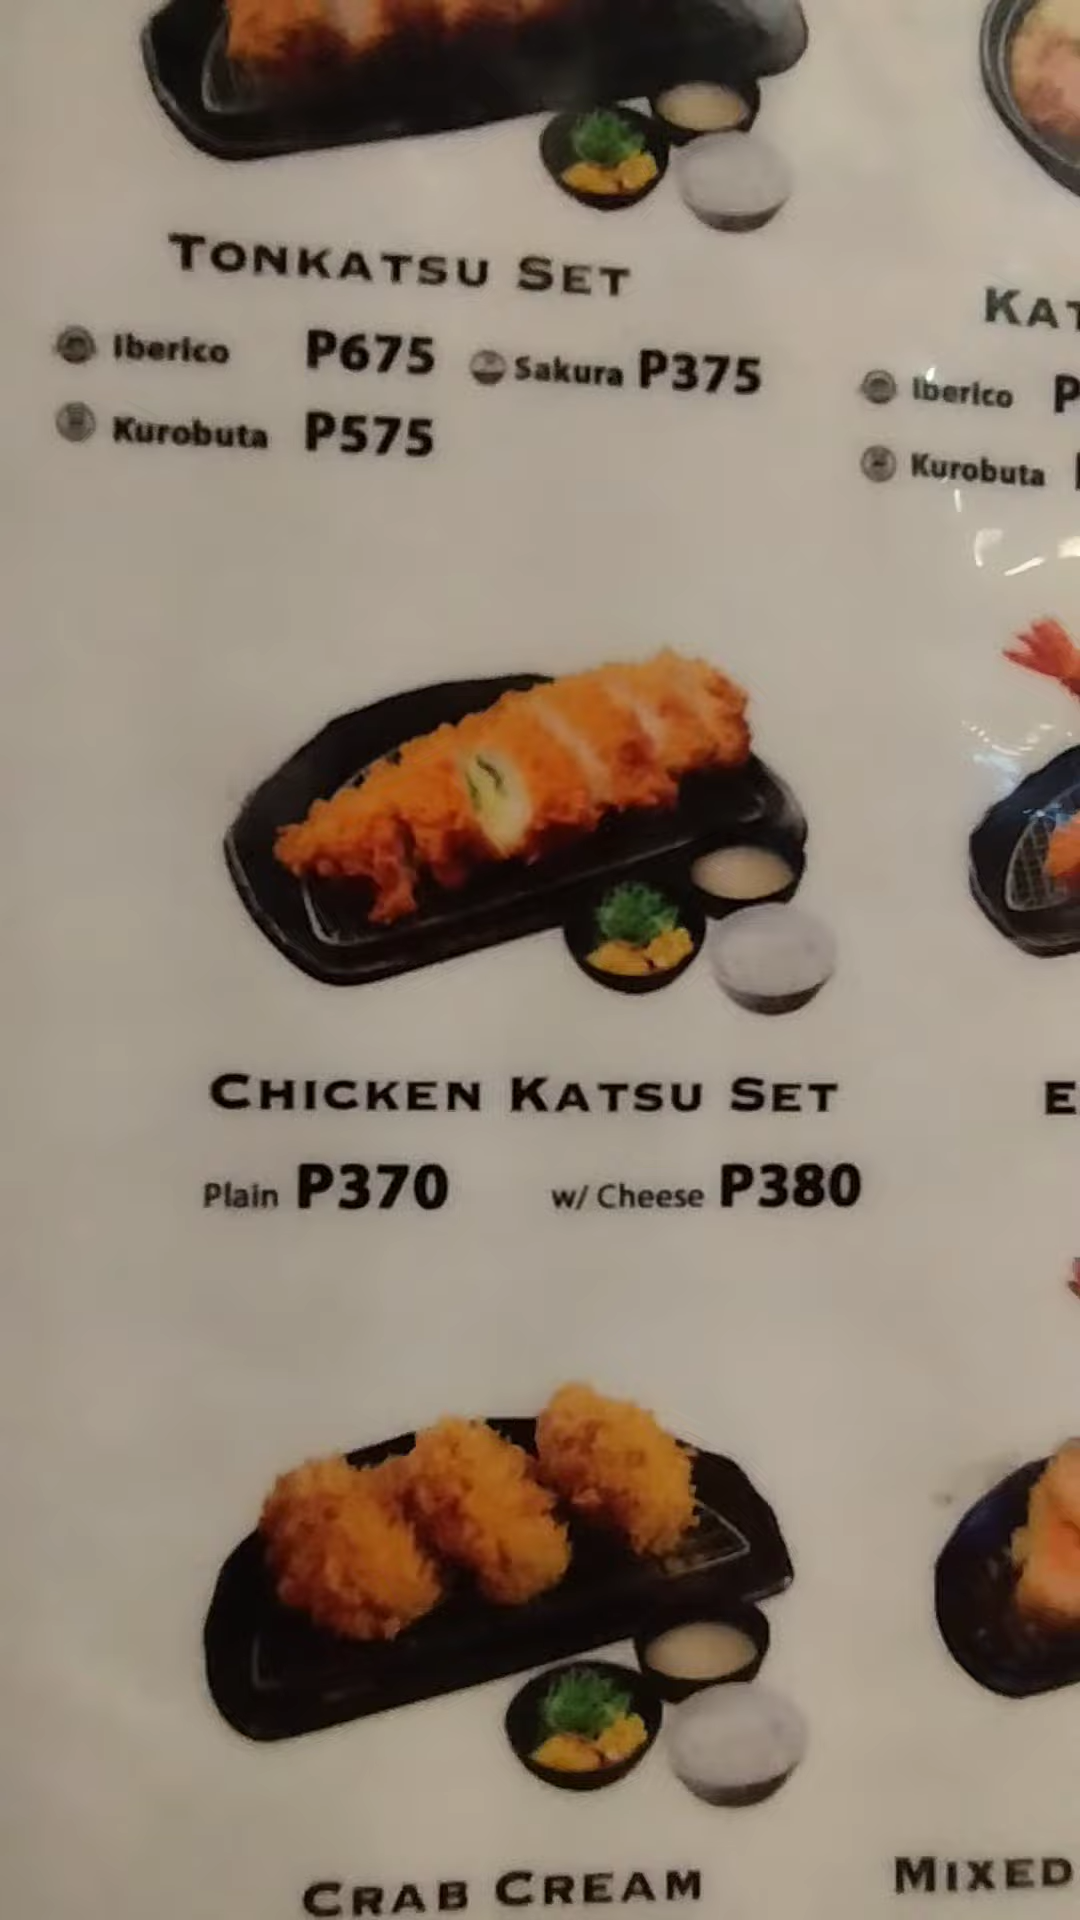 TONKATSU SET
Iberico P675 Sakura P375
Kurobuta P575
Iberico
Kurobuta
CHICKEN KATSU SET
Plain P370 w/ Cheese P380
CRAB CREAM
MIXED